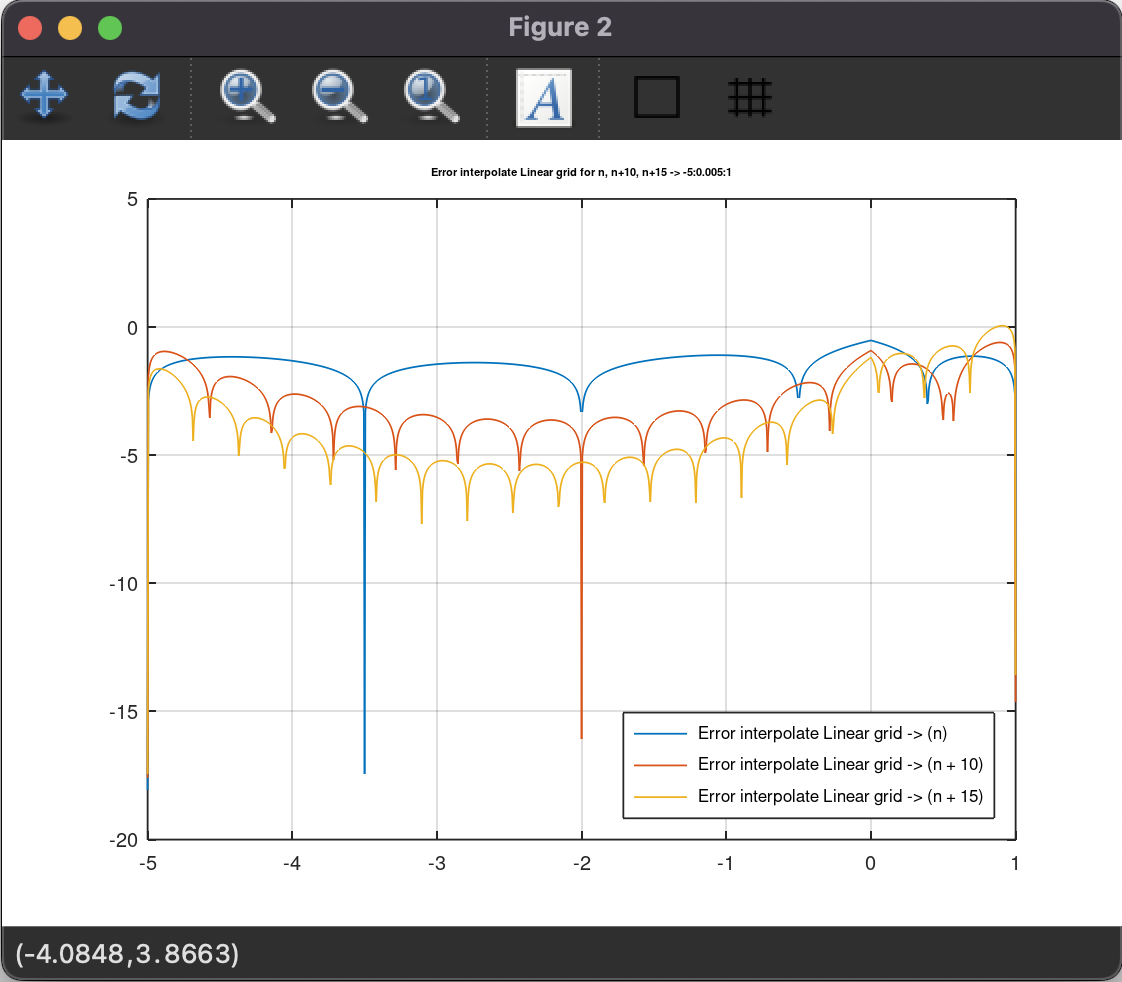 Figure 2
A
Error interpolate Linear grid for n, n+10, n+15 -> -5:0.005:1
5
0
-5
-10
-15
-20
Error interpolate Linear grid -> (n)
Error interpolate Linear grid -> (n + 10)
Error interpolate Linear grid -> (n + 15)
-5 -4 -3 -2 -1 0 1
(-4.0848,3.8663)